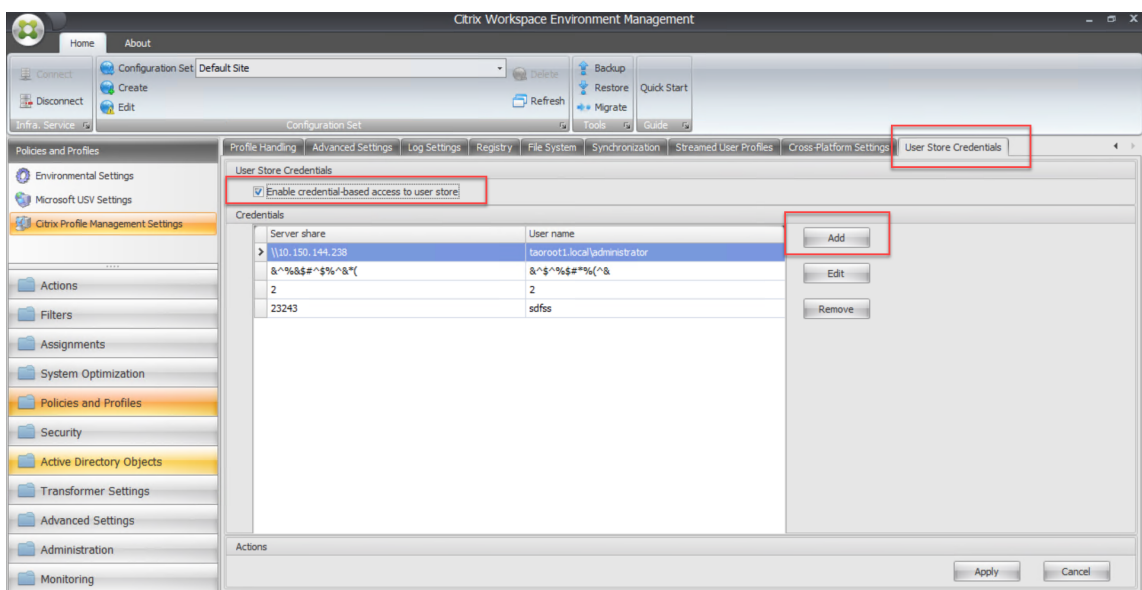 Citrix Workspace Environment Management
Home About
Connect
Disconnect
Infra. Service
Configuration Set Default Site
Create
Edit
Delete
Refresh
Configuration Set
Backup
Restore
Migrate
Tools
Quick Start
Guide
Policies and Profiles
Environmental Settings
Microsoft USV Settings
Citrix Profile Management Settings
Actions
Filters
Assignments
System Optimization
Policies and Profiles
Security
Active Directory Objects
Transformer Settings
Advanced Settings
Administration
Monitoring
Profile Handling Advanced Settings Log Settings Registry File System Synchronization Streamed User Profiles Cross-Platform Settings User Store Credentials
User Store Credentials
Enable credential-based access to user store
Credentials
Server share User name
\\10.150.144.238 taoroot1.local\administrator
&^%&$#^$%^&*( &^$^%$#*%(^&
2 2
23243 sdfss
Add
Edit
Remove
Actions
Apply Cancel